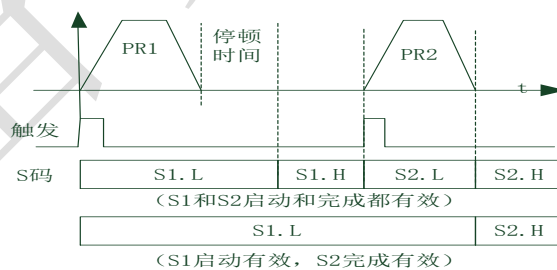 PR1
停顿
时间
PR2
t
触发
S码
S1.L
S1.H
S2.L
S2.H
(S1和S2启动和完成都有效)
S1.L
S2.H
(S1启动有效, S2完成有效)